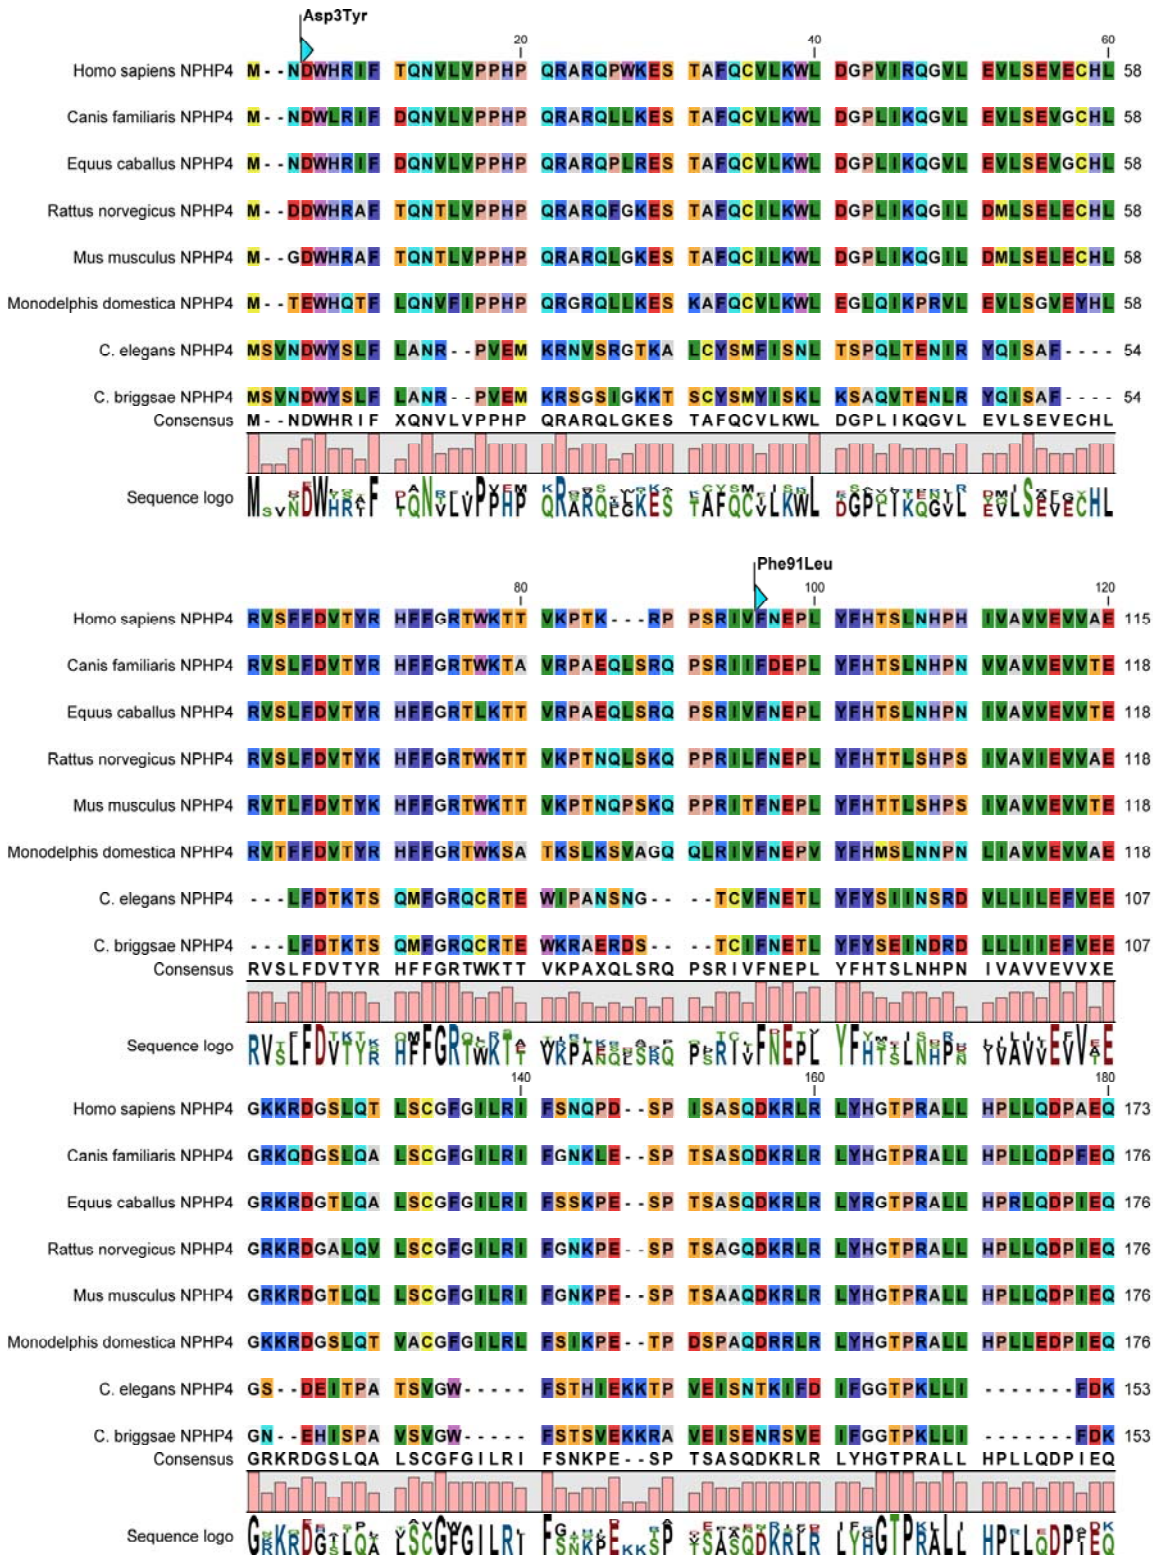 Asp3Tyr
20 40 60
Homo sapiens NPHP4 M--NDWHRIF TQNVLVPPHP QRARQPWKES TAFQCVLKWL DGPVIRQGVL EVLSEVECHL 58
Canis familiaris NPHP4 M--NDWLRIF DQNVLVPPHP QRARQLLKES TAFQCVLKWL DGPLIKQGVL EVLSEVGCHL 58
Equus caballus NPHP4 M--NDWHRIF DQNVLVPPHP QRARQPLRES TAFQCVLKWL DGPLIKQGVL EVLSEVGCHL 58
Rattus norvegicus NPHP4 M--DDWHRAF TQNTLVPPHP QRARQFGKES TAFQCILKWL DGPLIKQGIL DMLSELECHL 58
Mus musculus NPHP4 M--GDWHRAF TQNTLVPPHP QRARQLGKES TAFQCILKWL DGPLIKQGIL DMLSELECHL 58
Monodelphis domestica NPHP4 M--TEWHQTF LQNVFIPPHP QRGRQLLKES KAFQCVLKWL EGLQIKPRVL EVLSGVEYHL 58
C. elegans NPHP4 MSVNDWYSLF LANR--PVEM KRNVSRGTKA LCYSMFISNL TSPQLTENIR YQISAF---- 54
C. briggsae NPHP4 MSVNDWYSLF LANR--PVEM KRSGSIGKKT SCYSMYISKL KSAQVTENLR YQISAF---- 54
Consensus M--NDWHRIF XQNVLVPPHP QRARQLGKES TAFQCVLKWL DGPLIKQGVL EVLSEVECHL
Sequence logo
Phe91Leu
80 100 120
Homo sapiens NPHP4 RVSFFDVTYR HFFGRTWKTT VKPTK---RP PSRIVFNEPL YFHTSLNHPH IVAVVEVVAE 115
Canis familiaris NPHP4 RVSLFDVTYR HFFGRTWKTA VRPAEQLSRQ PSRIIFDEPL YFHTSLNHPN VVAVVEVVTE 118
Equus caballus NPHP4 RVSLFDVTYR HFFGRTLKTT VRPAEQLSRQ PSRIVFNEPL YFHTSLNHPN IVAVVEVVTE 118
Rattus norvegicus NPHP4 RVSLFDVTYK HFFGRTWKTT VKPTNQLSKQ PPRILFNEPL YFHTTLSHPS IVAVIEVVAE 118
Mus musculus NPHP4 RVTLFDVTYK HFFGRTWKTT VKPTNQPSKQ PPRITFNEPL YFHTTLSHPS IVAVVEVVTE 118
Monodelphis domestica NPHP4 RVTFFDVTYR HFFGRTWKSA TKSLKSVAGQ QLRIVFNEPV YFHMSLNNPN LIAVVEVVAE 118
C. elegans NPHP4 ---LFDTKTS QMFGRQCRTE WIPANSNG-- --TCVFNETL YFYSIINSRD VLLILEFVEE 107
C. briggsae NPHP4 ---LFDTKTS QMFGRQCRTE WKRAERDS-- --TCIFNETL YFYSEINDRD LLLIIEFVEE 107
Consensus RVSLFDVTYR HFFGRTWKTT VKPAXQLSRQ PSRIVFNEPL YFHTSLNHPN IVAVVEVVXE
Sequence logo
140 160 180
Homo sapiens NPHP4 GKKRDGSLQT LSCGFGILRI FSNQPD--SP ISASQDKRLR LYHGTPRALL HPLLQDPAEQ 173
Canis familiaris NPHP4 GRKQDGSLQA LSCGFGILRI FGNKLE--SP TSASQDKRLR LYHGTPRALL HPLLQDPFEQ 176
Equus caballus NPHP4 GRKRDGTLQA LSCGFGILRI FSSKPE--SP TSASQDKRLR LYRGTPRALL HPRLQDPIEQ 176
Rattus norvegicus NPHP4 GRKRDGALQV LSCGFGILRI FGNKPE--SP TSAGQDKRLR LYHGTPRALL HPLLQDPIEQ 176
Mus musculus NPHP4 GRKRDGTLQL LSCGFGILRI FGNKPE--SP TSAAQDKRLR LYHGTPRALL HPLLQDPIEQ 176
Monodelphis domestica NPHP4 GKKRDGSLQT VACGFGILRL FSIKPE--TP DSPAQDRRLR LYHGTPRALL HPLLEDPIEQ 176
C. elegans NPHP4 GS--DEITPA TSVGW----- FSTHIEKKTP VEISNTKIFD IFGGTPKLLI -------FDK 153
C. briggsae NPHP4 GN--EHISPA VSVGW----- FSTSVEKKRA VEISENRSVE IFGGTPKLLI -------FDK 153
Consensus GRKRDGSLQA LSCGFGILRI FSNKPE--SP TSASQDKRLR LYHGTPRALL HPLLQDPIEQ
Sequence logo